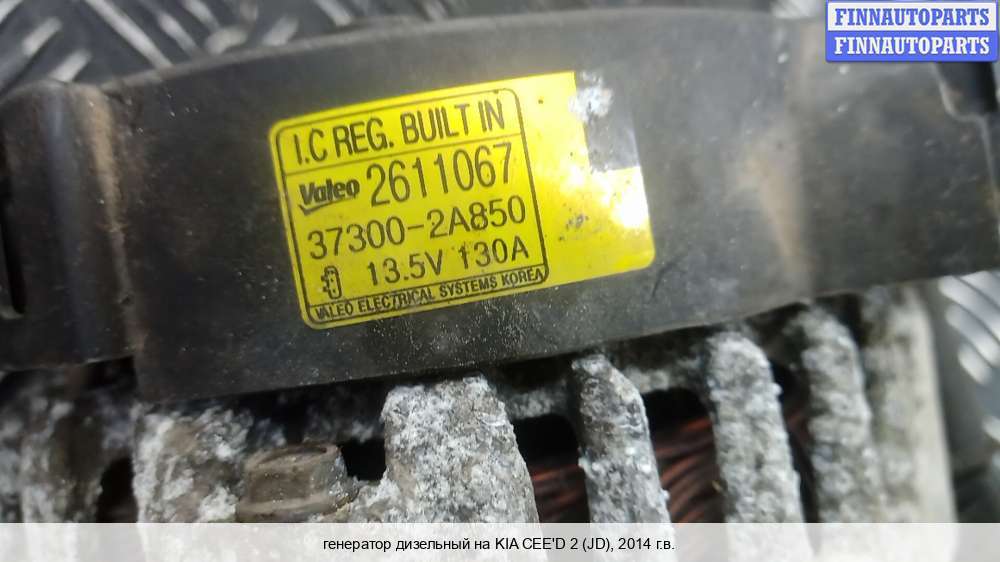 FINNAUTOPARTS
FINNAUTOPARTS
I.C REG. BUILT IN
Valeo 2611067
37300-2A850
13.5V 130A
VALEO ELECTRICAL SYSTEMS KOREA
генератор дизельный на KIA CEE'D 2 (JD), 2014 г.в.